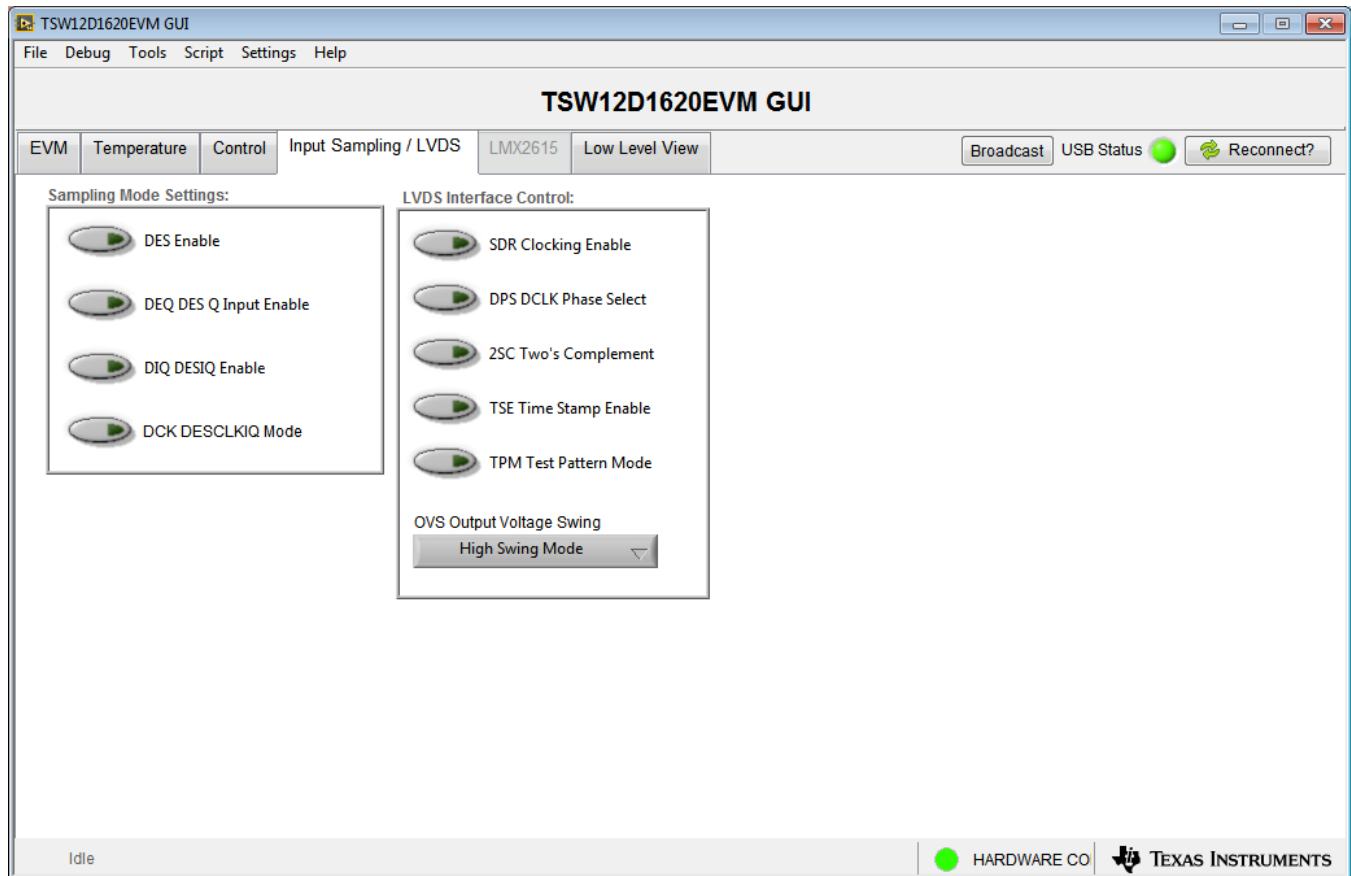 TSW12D1620EVM GUI
File Debug Tools Script Settings Help
TSW12D1620EVM GUI
EVM Temperature Control Input Sampling / LVDS LMX2615 Low Level View Broadcast USB Status Reconnect?
Sampling Mode Settings:
DES Enable
DEQ DES Q Input Enable
DIQ DESIQ Enable
DCK DESCLKIQ Mode
LVDS Interface Control:
SDR Clocking Enable
DPS DCLK Phase Select
2SC Two's Complement
TSE Time Stamp Enable
TPM Test Pattern Mode
OVS Output Voltage Swing
High Swing Mode
Idle HARDWARE CO TEXAS INSTRUMENTS